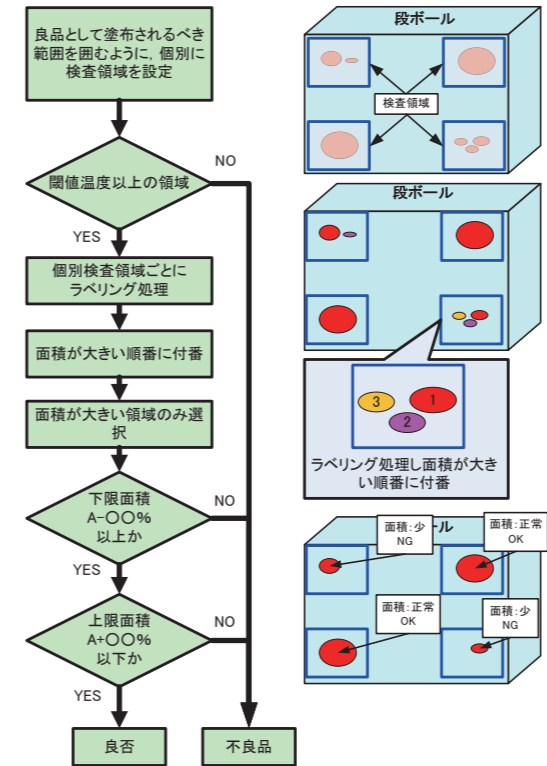 良品として塗布されるべき
範囲を囲むように，個別に
検査領域を設定
閾値温度以上の領域
NO
YES
個別検査領域ごとに
ラベリング処理
面積が大きい順番に付番
面積が大きい領域のみ選
択
下限面積
A−○○%
以上か
NO
YES
上限面積
A+○○%
以下か
NO
YES
良否
不良品
段ボール
検査領域
段ボール
3
1
2
ラベリング処理し面積が大き
い順番に付番
ール
面積：少
NG
面積：正常
OK
面積：正常
OK
面積：少
NG